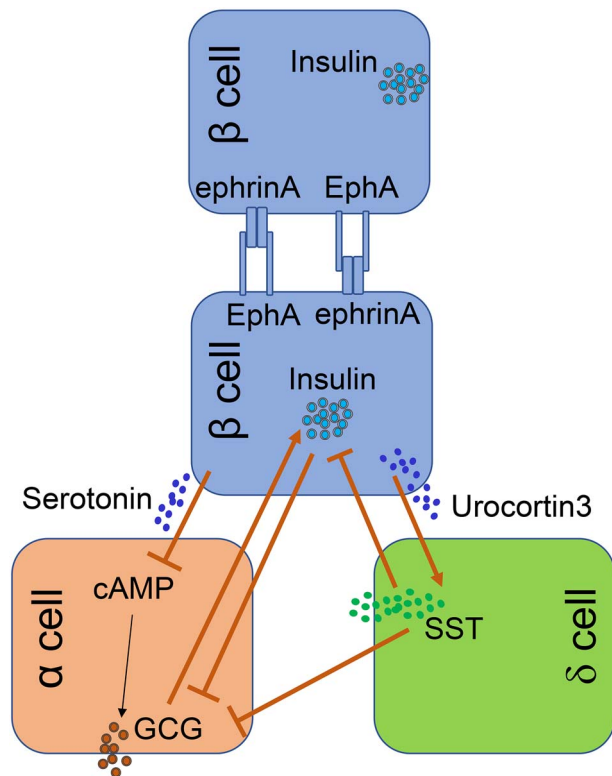 β cell
Insulin
ephrinA EphA
EphA ephrinA
β cell
Insulin
Serotonin
Urocortin3
α cell
cAMP
GCG
SST
δ cell